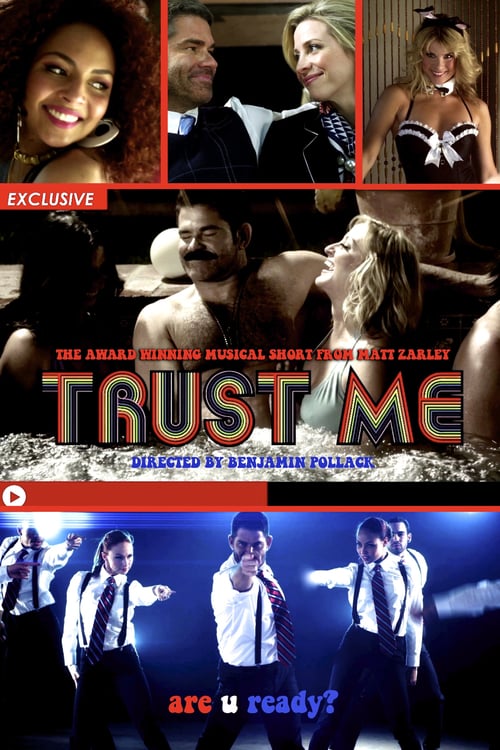 EXCLUSIVE
THE AWARD WINNING MUSICAL SHORT FROM MATT ZARLEY
TRUST ME
DIRECTED BY BENJAMIN POLLACK
are u ready?